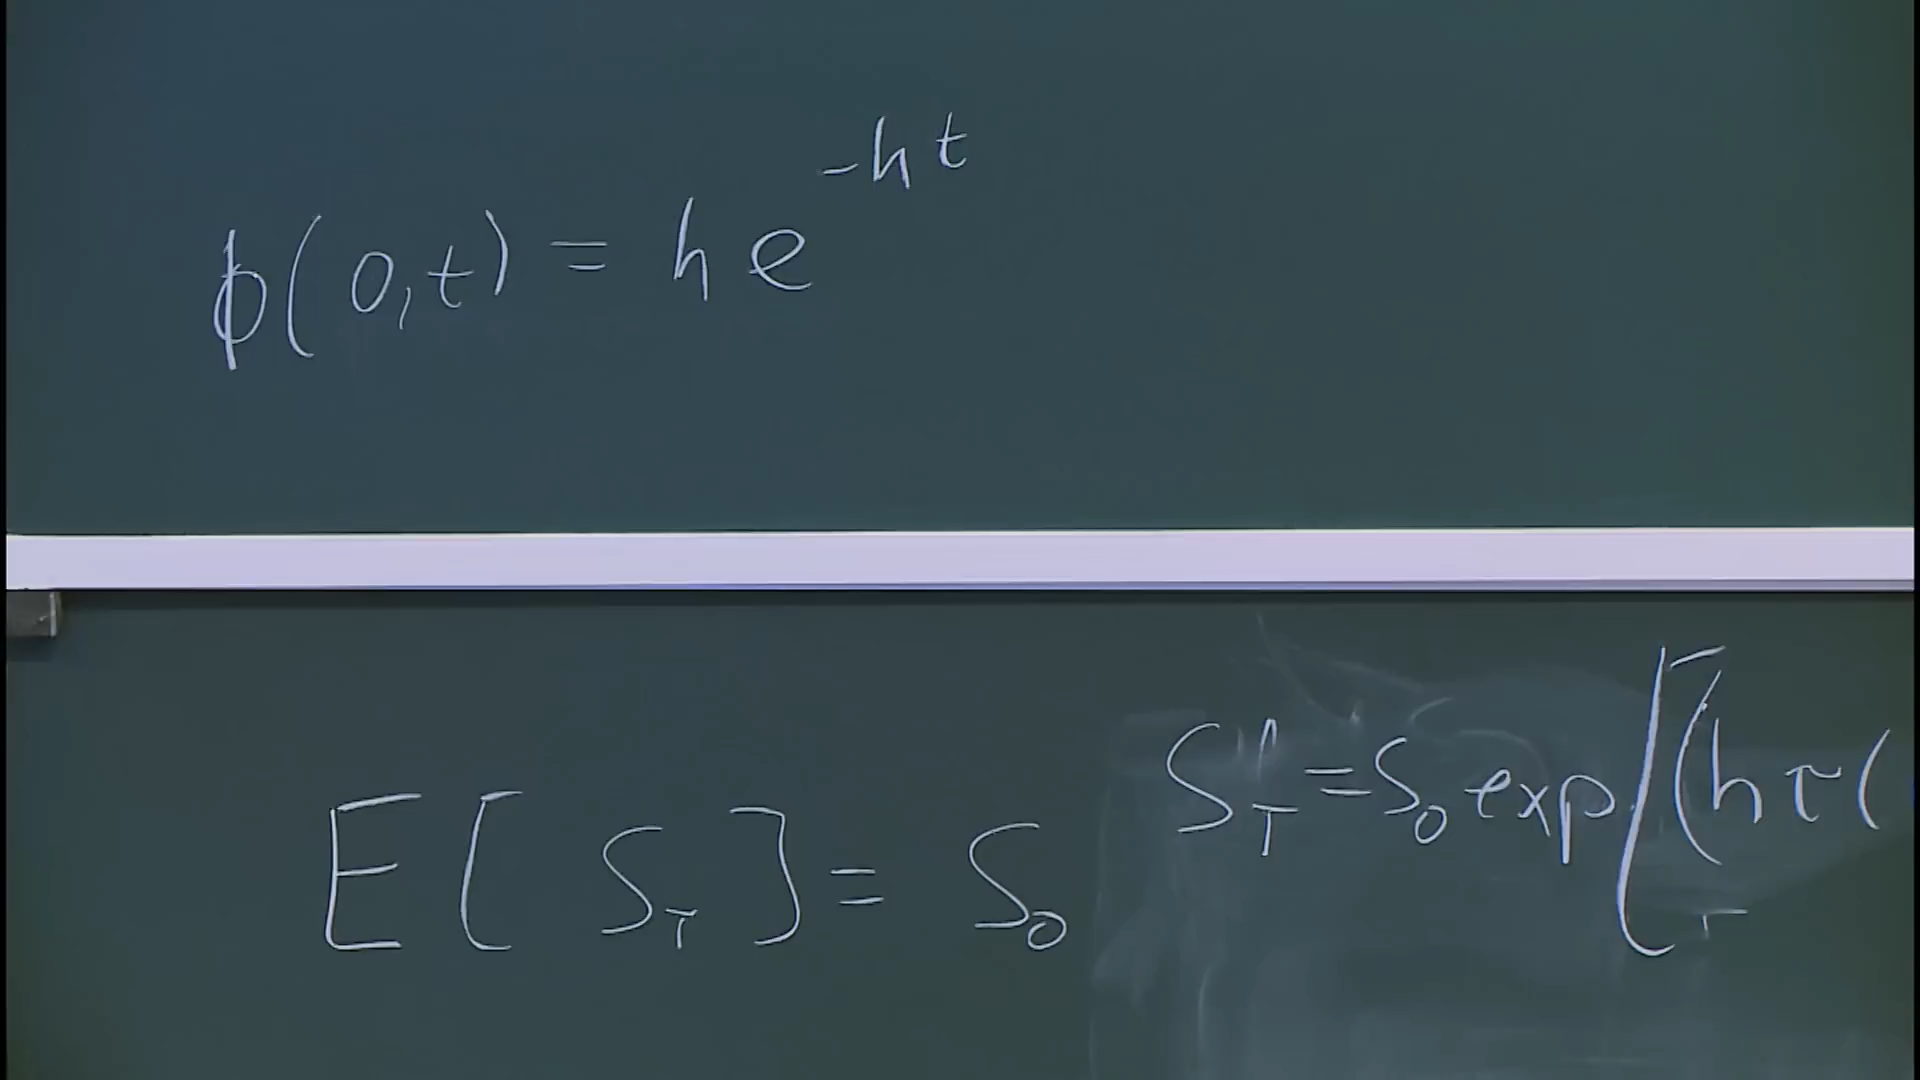 ϕ(0,t) = he^{-ht}
E[S_T] = S_0
S_T = S_0 exp[(hτ(